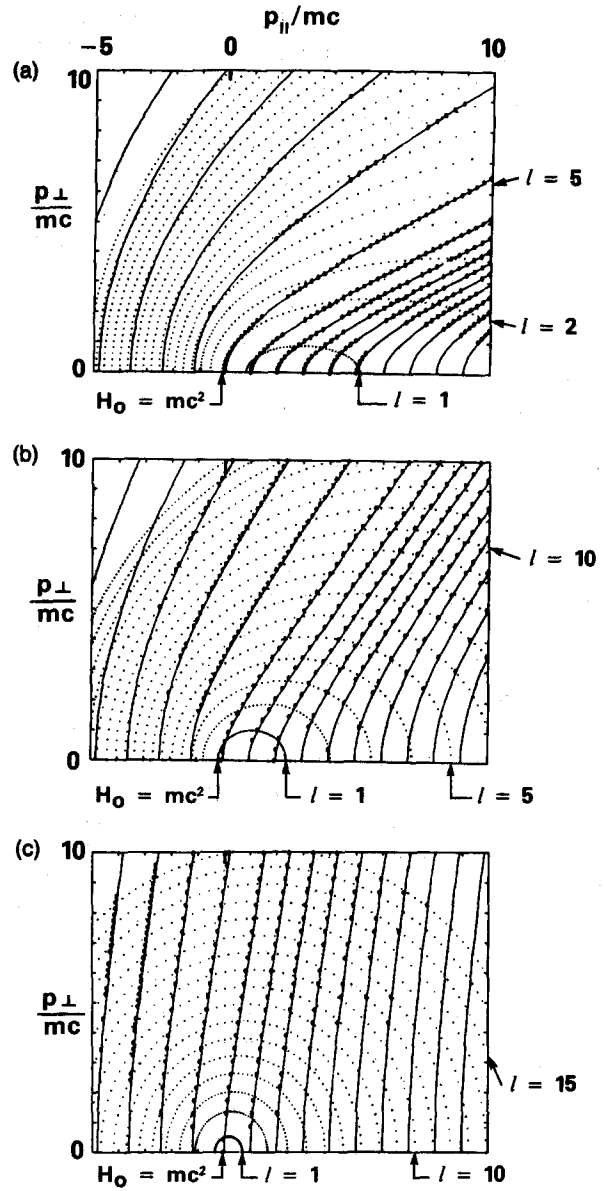 p||/mc
−5 0 10
(a)
10
p⊥
mc
l = 5
l = 2
0
H₀ = mc² l = 1
(b)
10
p⊥
mc
l = 10
0
H₀ = mc² l = 1 l = 5
(c)
10
p⊥
mc
l = 15
0
H₀ = mc² l = 1 l = 10